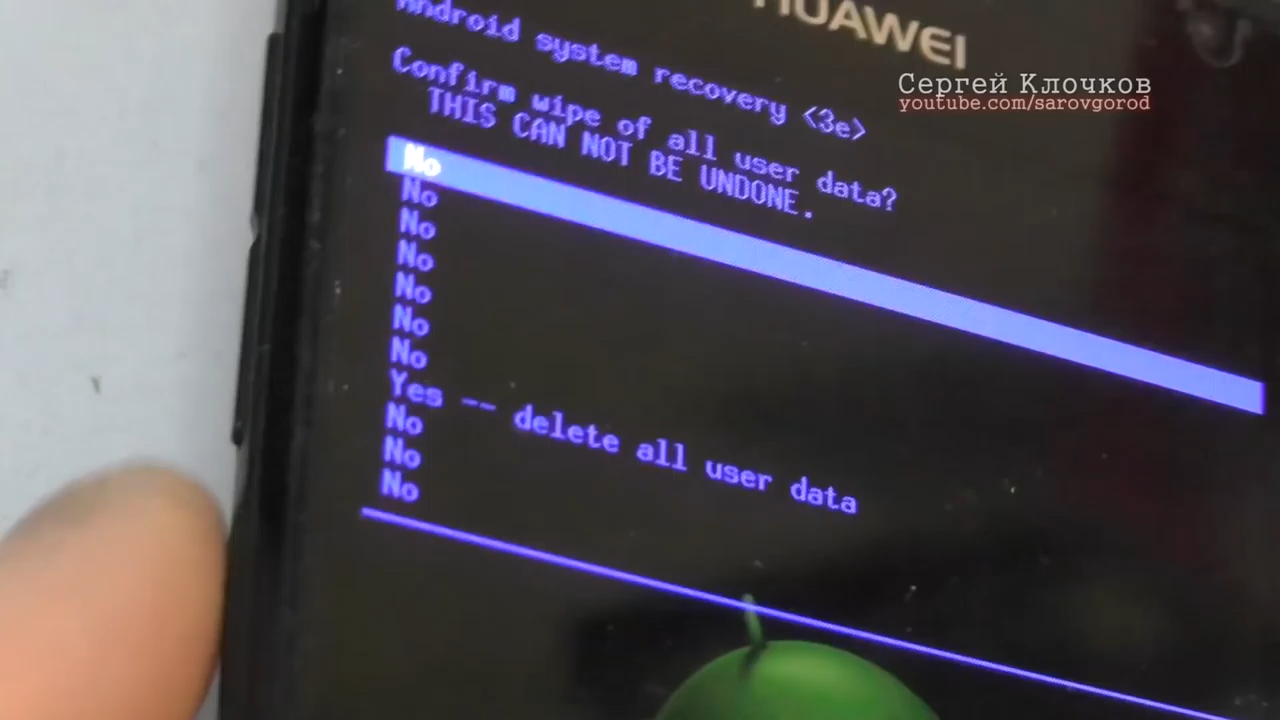 HUAWEI
Сергей Клочков
youtube.com/sarovgorod
Android system recovery <3e>
Confirm wipe of all user data?
THIS CAN NOT BE UNDONE.
No
No
No
No
No
No
No
Yes -- delete all user data
No
No
No